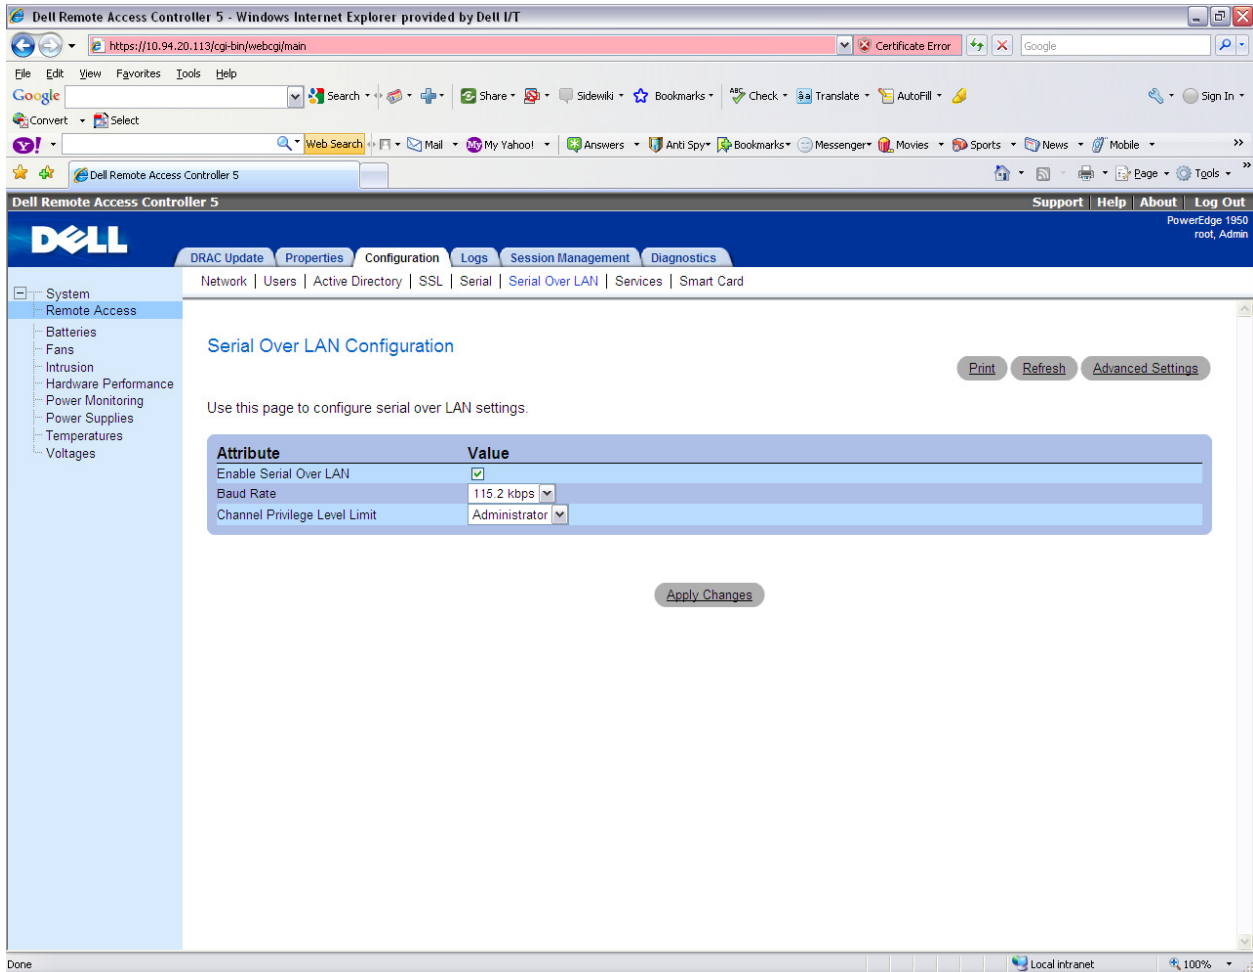 Dell Remote Access Controller 5 - Windows Internet Explorer provided by Dell I/T
https://10.94.20.113/cgi-bin/webcgi/main
Certificate Error
Google
File Edit View Favorites Tools Help
Google Search Share Sidewiki Bookmarks Check Translate AutoFill Sign In
Convert Select
Y! Web Search Mail My Yahoo! Answers Anti Spy Bookmarks Messenger Movies Sports News Mobile >>
Dell Remote Access Controller 5 Page Tools >>
Dell Remote Access Controller 5 Support | Help | About | Log Out
PowerEdge 1950
root, Admin
DELL
DRAC Update Properties Configuration Logs Session Management Diagnostics
Network | Users | Active Directory | SSL | Serial | Serial Over LAN | Services | Smart Card
System
Remote Access
Batteries
Fans
Intrusion
Hardware Performance
Power Monitoring
Power Supplies
Temperatures
Voltages
Serial Over LAN Configuration
Print Refresh Advanced Settings
Use this page to configure serial over LAN settings.
Attribute Value
Enable Serial Over LAN
Baud Rate 115.2 kbps
Channel Privilege Level Limit Administrator
Apply Changes
Done Local intranet 100%